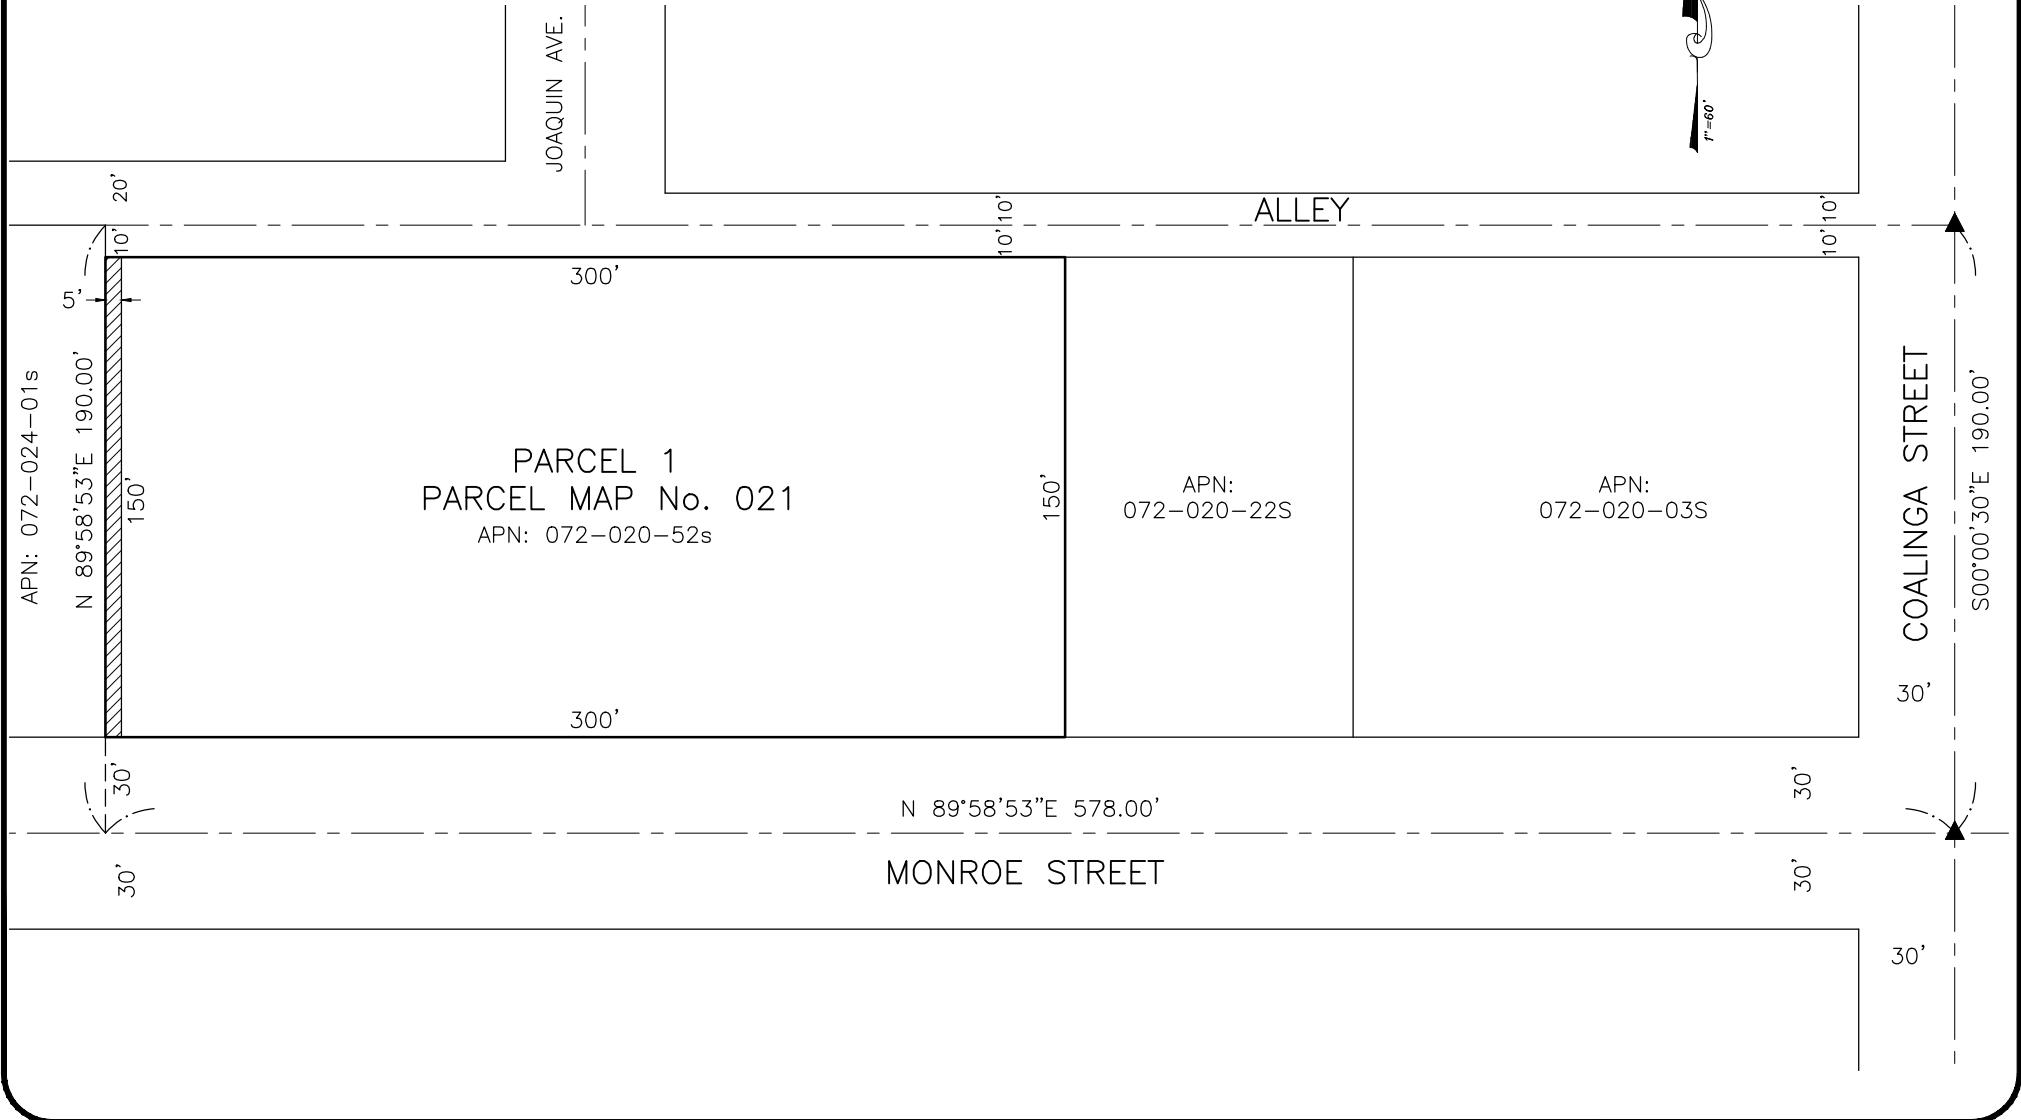 JOAQUIN AVE.
1"=60'
20'
10'
10'
ALLEY
10'
10'
10'
10'
300'
5'
APN: 072-024-01s
N 89°58'53"E 190.00'
150'
PARCEL 1
PARCEL MAP No. 021
APN: 072-020-52s
150'
APN:
072-020-22S
APN:
072-020-03S
COALINGA STREET
S00°00'30"E 190.00'
30'
300'
30'
N 89°58'53"E 578.00'
30'
MONROE STREET
30'
30'
30'